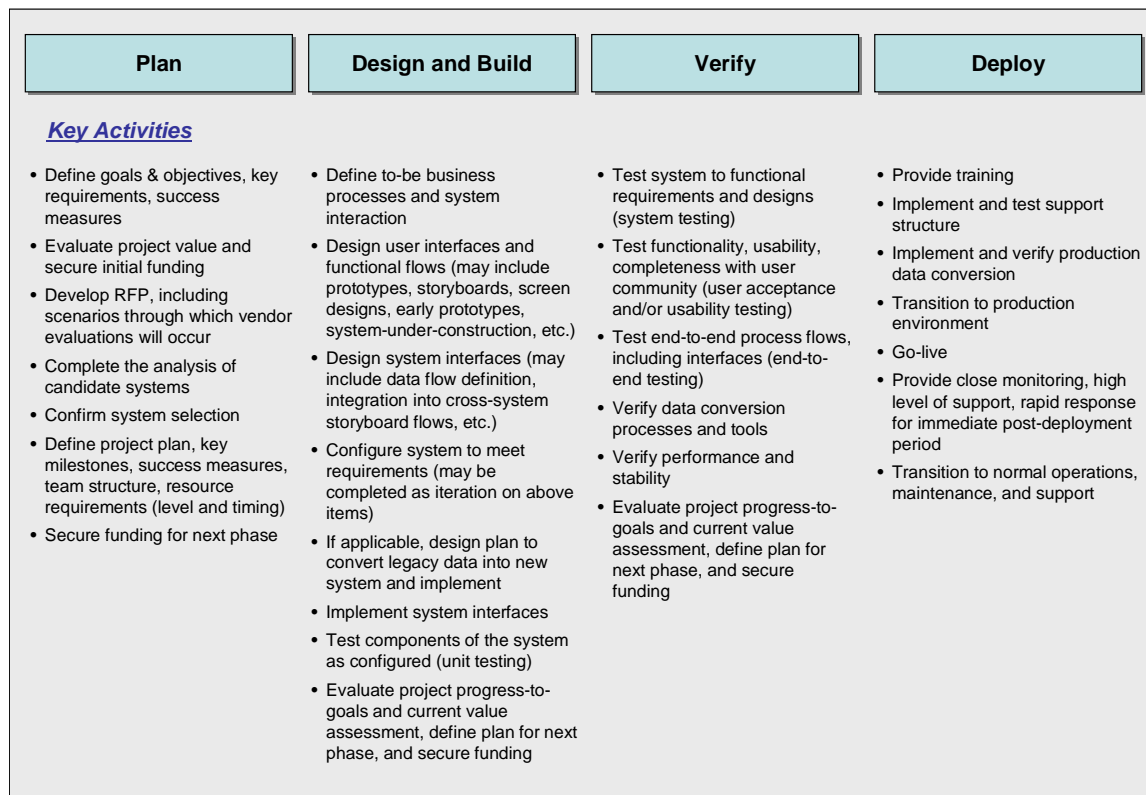 Plan
Design and Build
Verify
Deploy
Key Activities
• Define goals & objectives, key
requirements, success
measures
• Evaluate project value and
secure initial funding
• Develop RFP, including
scenarios through which vendor
evaluations will occur
• Complete the analysis of
candidate systems
• Confirm system selection
• Define project plan, key
milestones, success measures,
team structure, resource
requirements (level and timing)
• Secure funding for next phase
• Define to-be business
processes and system
interaction
• Design user interfaces and
functional flows (may include
prototypes, storyboards, screen
designs, early prototypes,
system-under-construction, etc.)
• Design system interfaces (may
include data flow definition,
integration into cross-system
storyboard flows, etc.)
• Configure system to meet
requirements (may be
completed as iteration on above
items)
• If applicable, design plan to
convert legacy data into new
system and implement
• Implement system interfaces
• Test components of the system
as configured (unit testing)
• Evaluate project progress-to-
goals and current value
assessment, define plan for next
phase, and secure funding
• Test system to functional
requirements and designs
(system testing)
• Test functionality, usability,
completeness with user
community (user acceptance
and/or usability testing)
• Test end-to-end process flows,
including interfaces (end-to-
end testing)
• Verify data conversion
processes and tools
• Verify performance and
stability
• Evaluate project progress-to-
goals and current value
assessment, define plan for
next phase, and secure
funding
• Provide training
• Implement and test support
structure
• Implement and verify production
data conversion
• Transition to production
environment
• Go-live
• Provide close monitoring, high
level of support, rapid response
for immediate post-deployment
period
• Transition to normal operations,
maintenance, and support